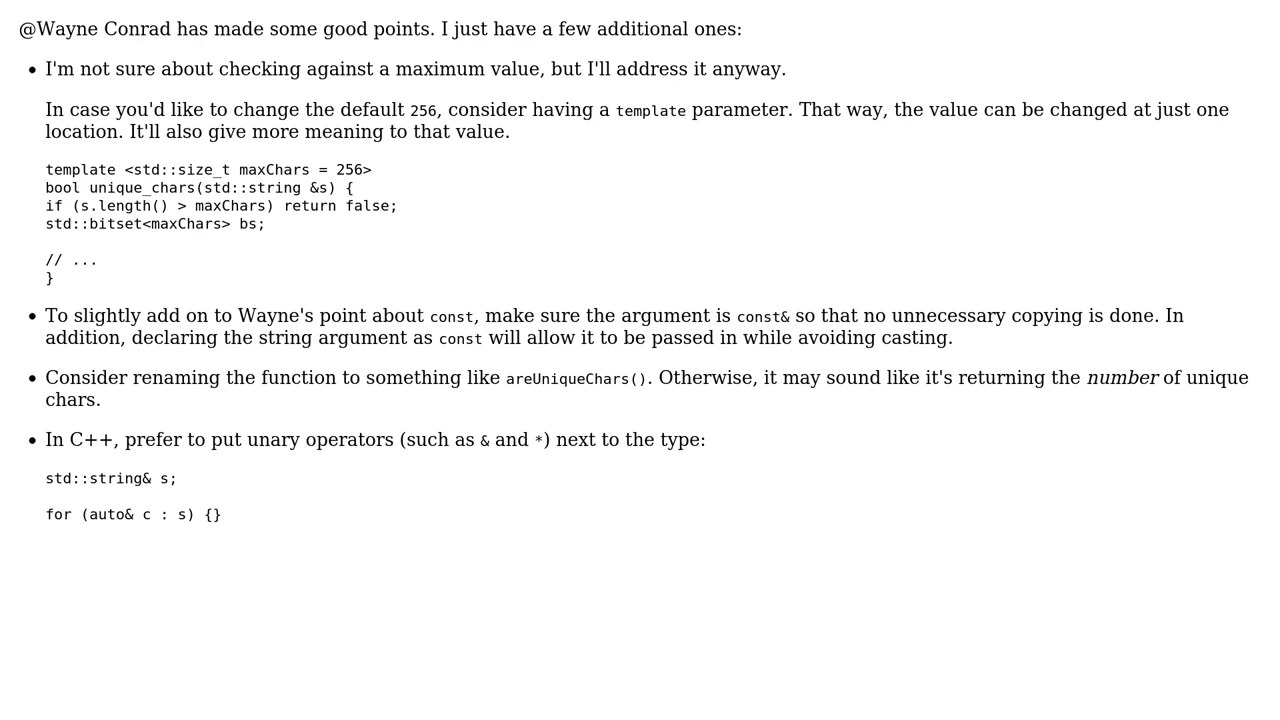 @Wayne Conrad has made some good points. I just have a few additional ones:
• I'm not sure about checking against a maximum value, but I'll address it anyway.
In case you'd like to change the default 256, consider having a template parameter. That way, the value can be changed at just one
location. It'll also give more meaning to that value.
template <std::size_t maxChars = 256>
bool unique_chars(std::string &s) {
if (s.length() > maxChars) return false;
std::bitset<maxChars> bs;
// ...
}
• To slightly add on to Wayne's point about const, make sure the argument is const& so that no unnecessary copying is done. In
addition, declaring the string argument as const will allow it to be passed in while avoiding casting.
• Consider renaming the function to something like areUniqueChars(). Otherwise, it may sound like it's returning the number of unique
chars.
• In C++, prefer to put unary operators (such as & and *) next to the type:
std::string& s;
for (auto& c : s) {}